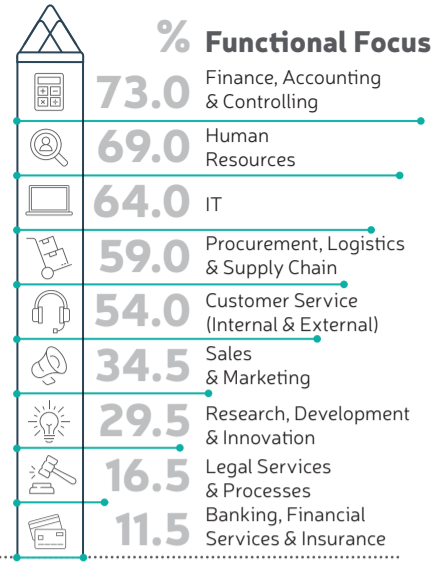 % Functional Focus
73.0 Finance, Accounting
& Controlling
69.0 Human
Resources
64.0 IT
59.0 Procurement, Logistics
& Supply Chain
54.0 Customer Service
(Internal & External)
34.5 Sales
& Marketing
29.5 Research, Development
& Innovation
16.5 Legal Services
& Processes
11.5 Banking, Financial
Services & Insurance